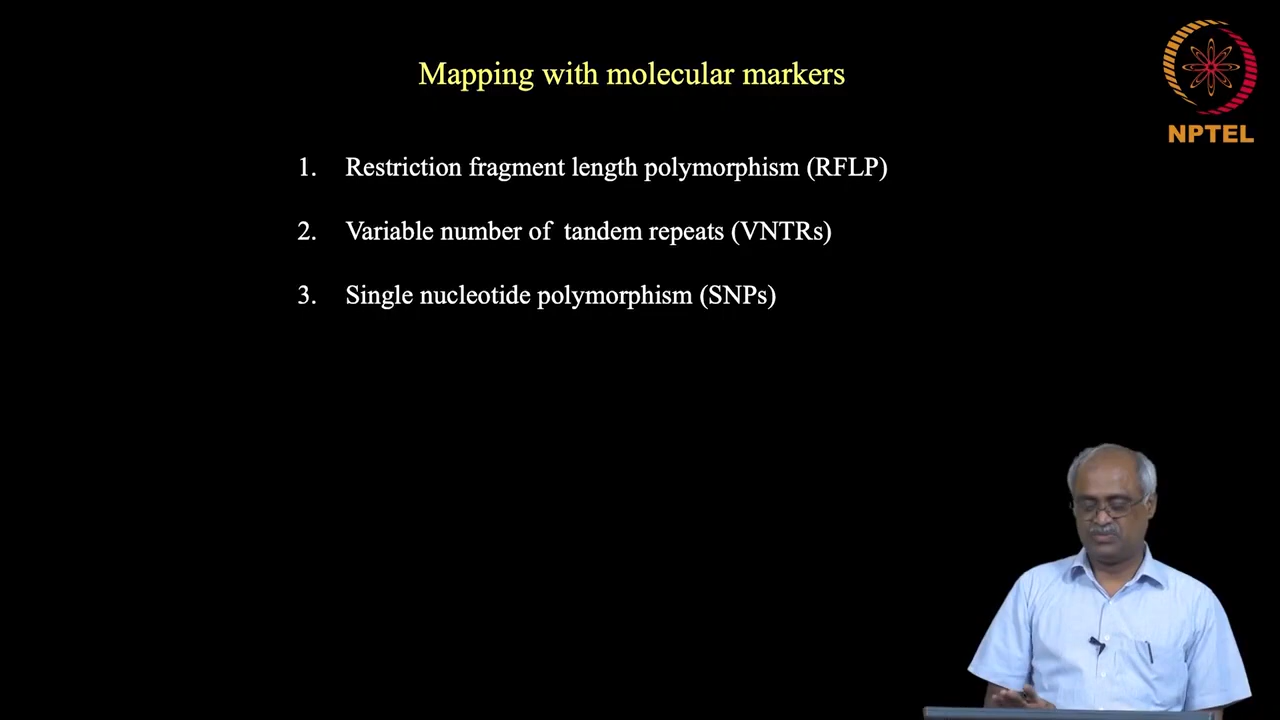 Mapping with molecular markers
NPTEL
1. Restriction fragment length polymorphism (RFLP)
2. Variable number of tandem repeats (VNTRs)
3. Single nucleotide polymorphism (SNPs)